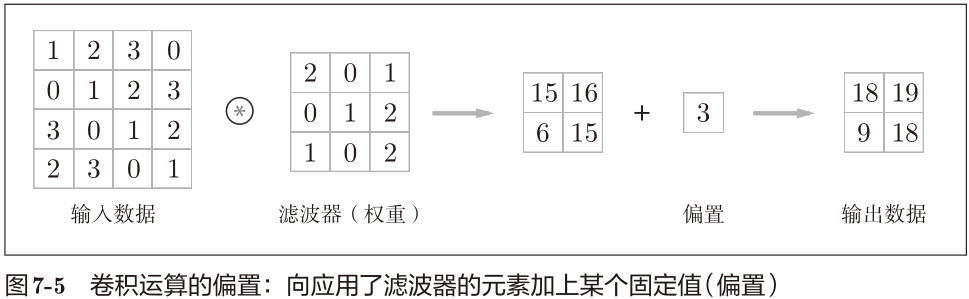 1 2 3 0
0 1 2 3
3 0 1 2
2 3 0 1
输入数据
⊛
2 0 1
0 1 2
1 0 2
滤波器（权重）
15 16
6 15
+
3
偏置
18 19
9 18
输出数据
图7-5 卷积运算的偏置：向应用了滤波器的元素加上某个固定值（偏置）